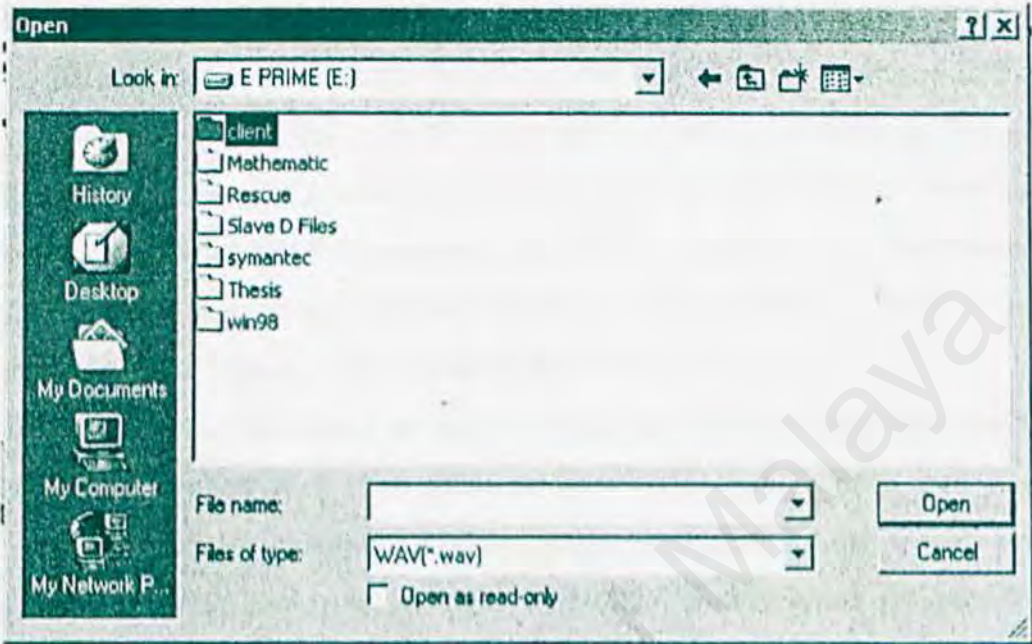 Open
Look in: E PRIME (E:)
History
Desktop
My Documents
My Computer
My Network P...
client
Mathematic
Rescue
Slave D Files
symantec
Thesis
win98
File name:
Open
Files of type: WAV(*.wav)
Cancel
Open as read-only
Malaya